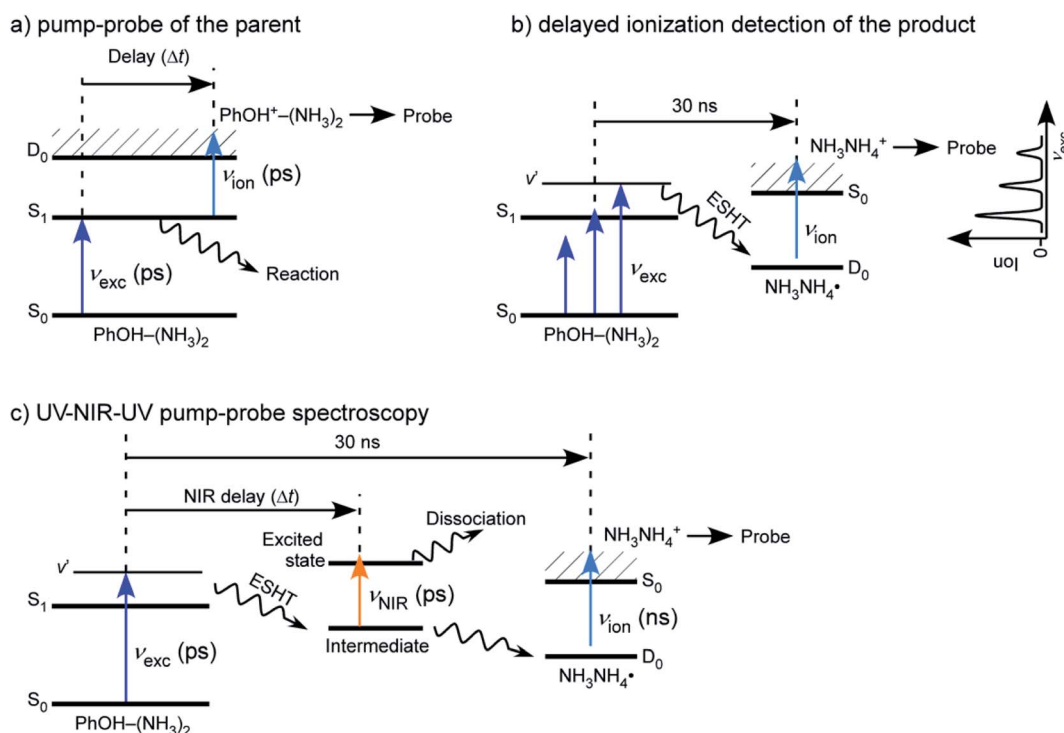 a) pump-probe of the parent
Delay (Δt)
PhOH⁺–(NH₃)₂ Probe
D₀
ν_ion (ps)
S₁
ν_exc (ps)
Reaction
S₀
PhOH–(NH₃)₂
b) delayed ionization detection of the product
30 ns
NH₃NH₄⁺ Probe
ν_exc
v'
S₁
ESHT
S₀
ν_ion
ν_exc
D₀
NH₃NH₄•
S₀
PhOH–(NH₃)₂
Ion
0
c) UV-NIR-UV pump-probe spectroscopy
30 ns
NIR delay (Δt)
Dissociation
Excited
state
NH₃NH₄⁺ Probe
v'
ESHT
ν_NIR (ps)
S₀
S₁
ν_ion (ns)
Intermediate
ν_exc (ps)
D₀
NH₃NH₄•
S₀
PhOH–(NH₃)₂